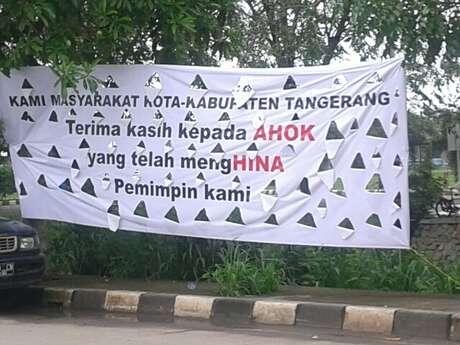 KAMI MASYARAKAT KOTA-KABUPATEN TANGERANG
Terima kasih kepada AHOK
yang telah mengHINA
Pemimpin kami